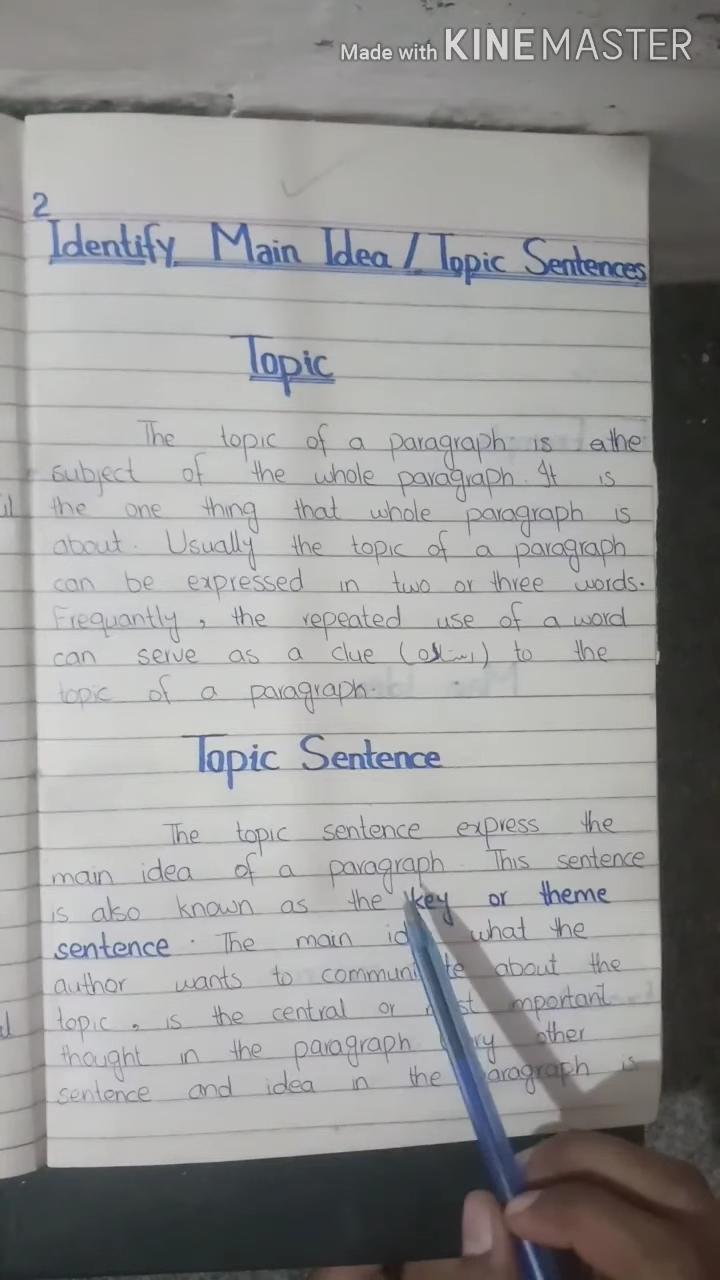 Made with KINEMASTER
2
Identify Main Idea / Topic Sentences
Topic
The topic of a paragraph is athe
subject of the whole paragraph. It is
the one thing that whole paragraph is
about. Usually the topic of a paragraph
can be expressed in two or three words.
Frequantly, the repeated use of a word
can serve as a clue ( ) to the
topic of a paragraph.
Topic Sentence
The topic sentence express the
main idea of a paragraph. This sentence
is also known as the key or theme
sentence. The main what the
author wants to about the
topic, is the central or
thought in the paragraph other
sentence and idea in the is